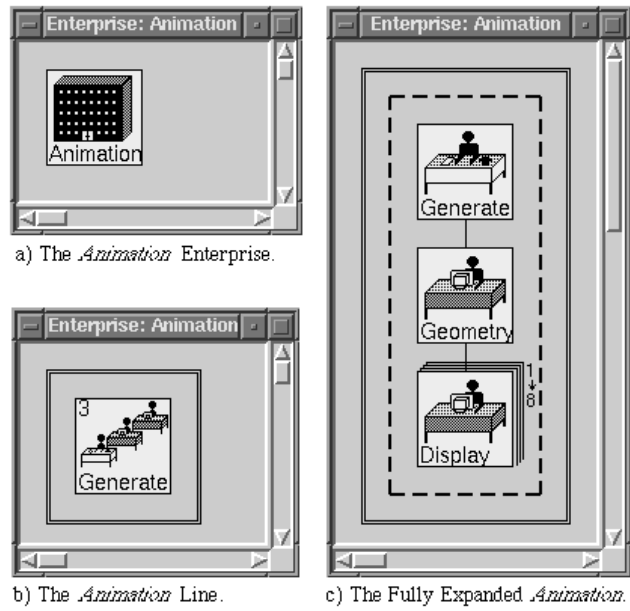 Enterprise: Animation
Animation
a) The Animation Enterprise.
Enterprise: Animation
3
Generate
b) The Animation Line.
Enterprise: Animation
Generate
Geometry
1
8
Display
c) The Fully Expanded Animation.